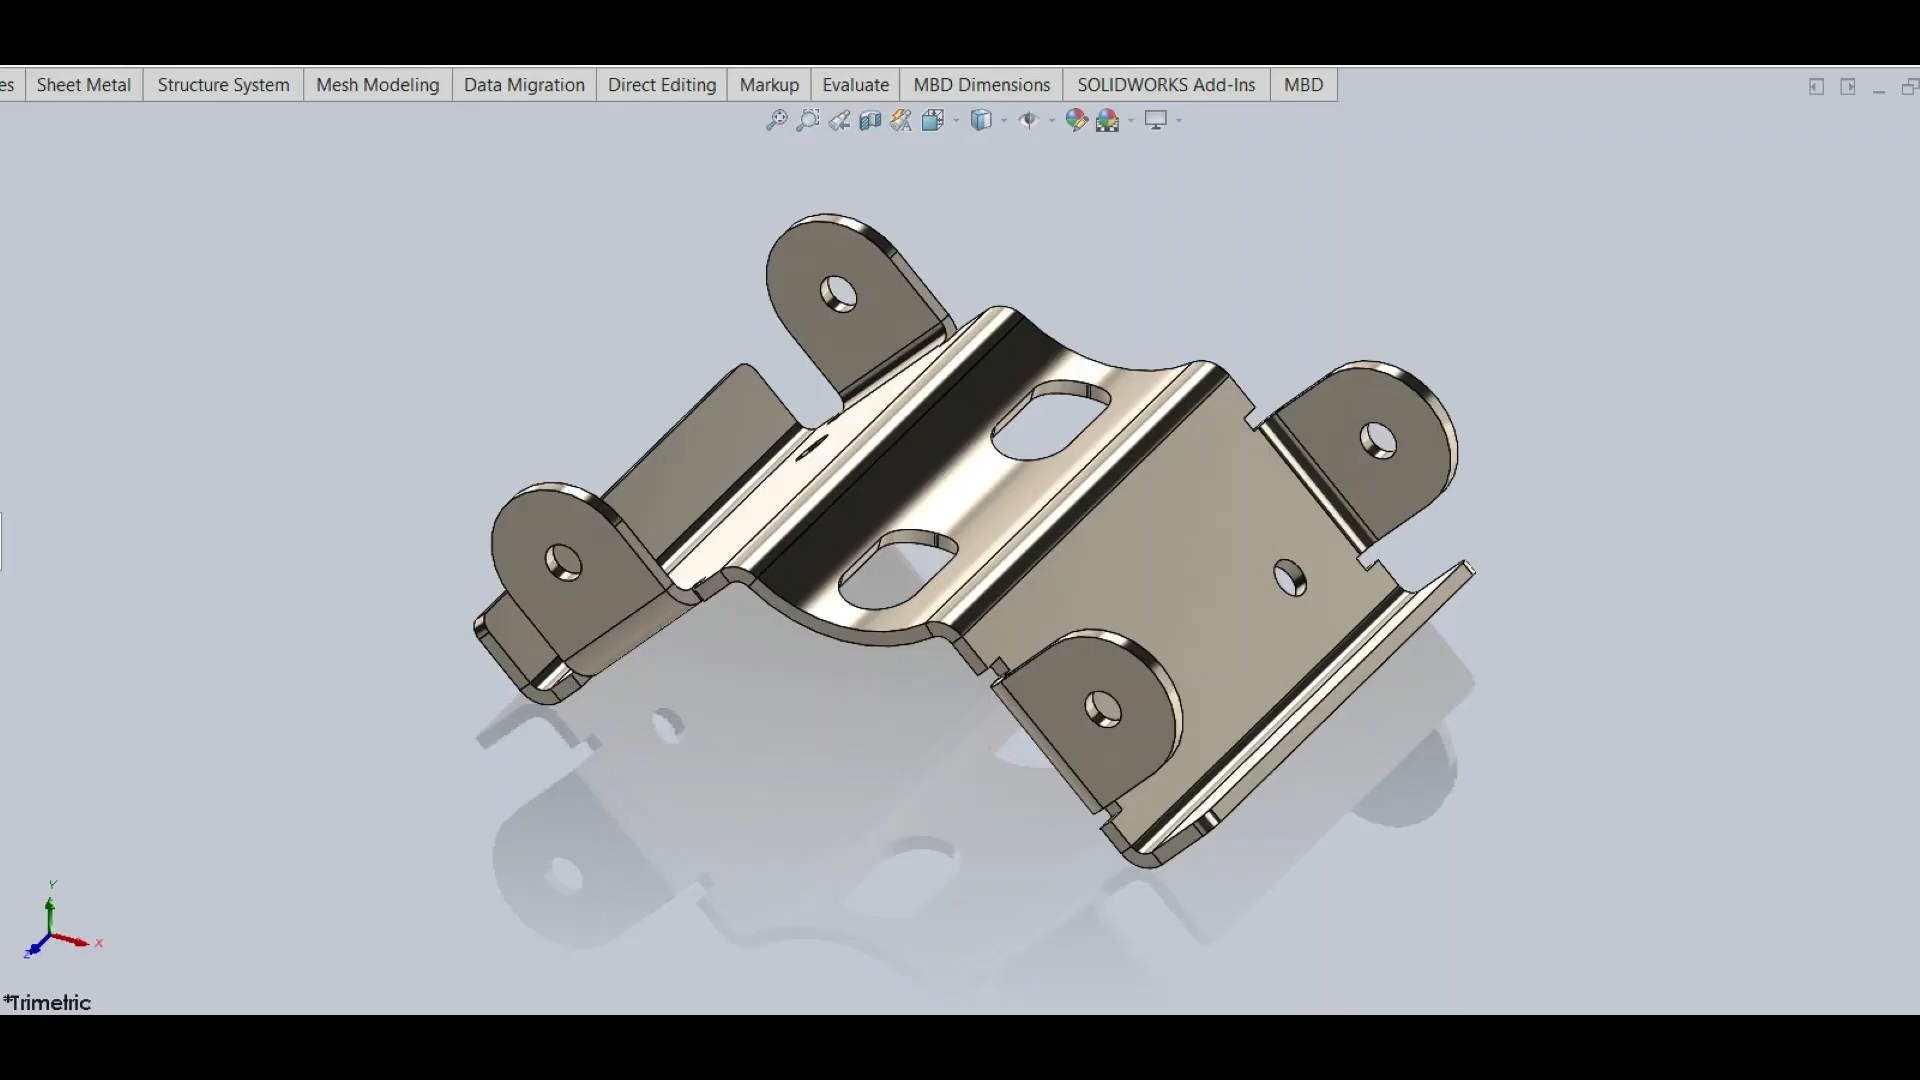 es Sheet Metal Structure System Mesh Modeling Data Migration Direct Editing Markup Evaluate MBD Dimensions SOLIDWORKS Add-Ins MBD
Y
X
Z
*Trimetric